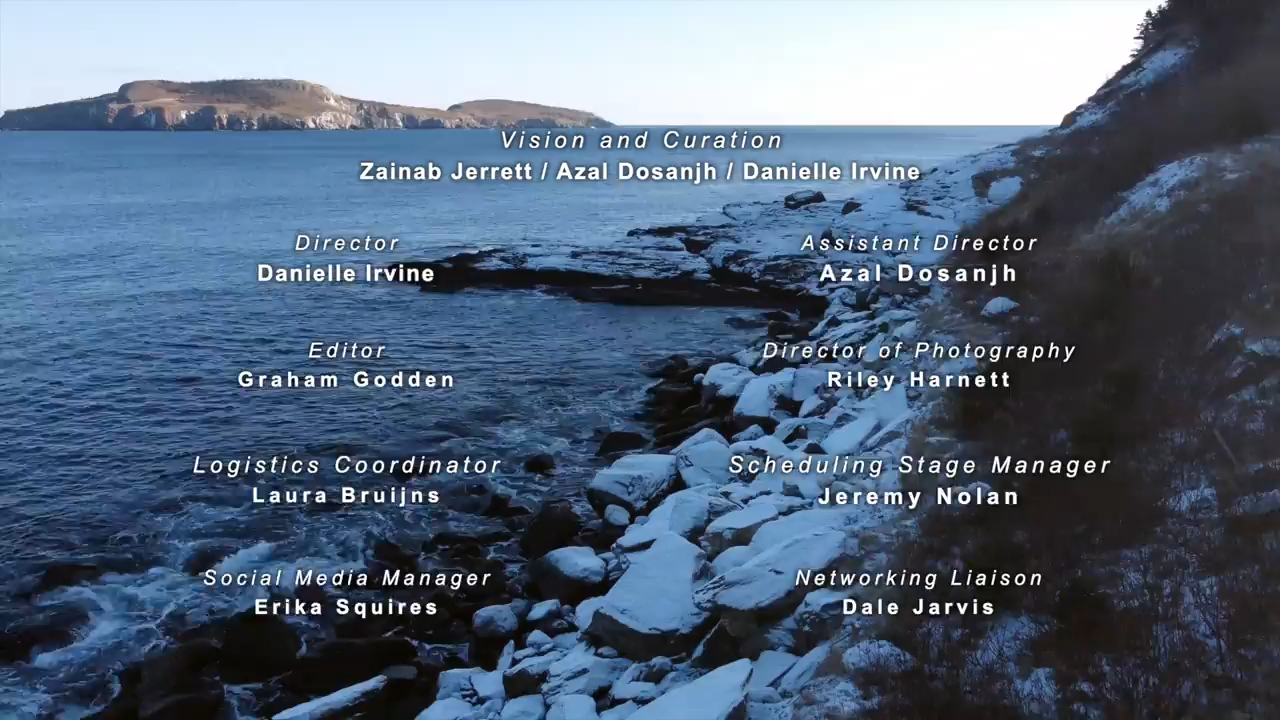 Vision and Curation
Zainab Jerrett / Azal Dosanjh / Danielle Irvine
Director
Danielle Irvine
Assistant Director
Azal Dosanjh
Editor
Graham Godden
Director of Photography
Riley Harnett
Logistics Coordinator
Laura Bruijns
Scheduling Stage Manager
Jeremy Nolan
Social Media Manager
Erika Squires
Networking Liaison
Dale Jarvis